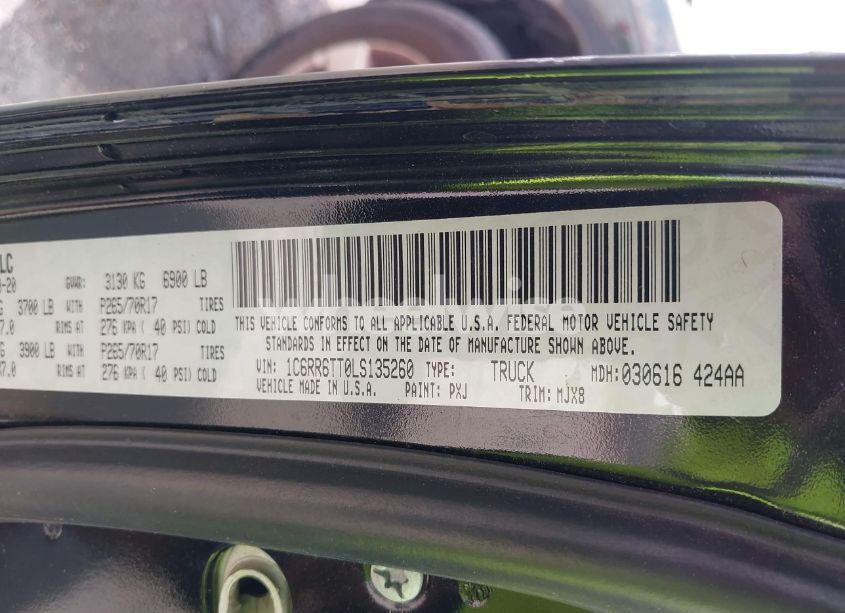 LC
-20 GVWR: 3130 KG 6900 LB
G 3700 LB WITH P265/70R17 TIRES
7.0 RIMS AT 276 KPA( 40 PSI) COLD
G 3900 LB WITH P265/70R17 TIRES
7.0 RIMS AT 276 KPA( 40 PSI) COLD
THIS VEHICLE CONFORMS TO ALL APPLICABLE U.S.A. FEDERAL MOTOR VEHICLE SAFETY
STANDARDS IN EFFECT ON THE DATE OF MANUFACTURE SHOWN ABOVE.
VIN: 1C6RR6TT0LS135260 TYPE: TRUCK MDH:030616 424AA
VEHICLE MADE IN U.S.A. PAINT: PXJ TRIM: MJX8